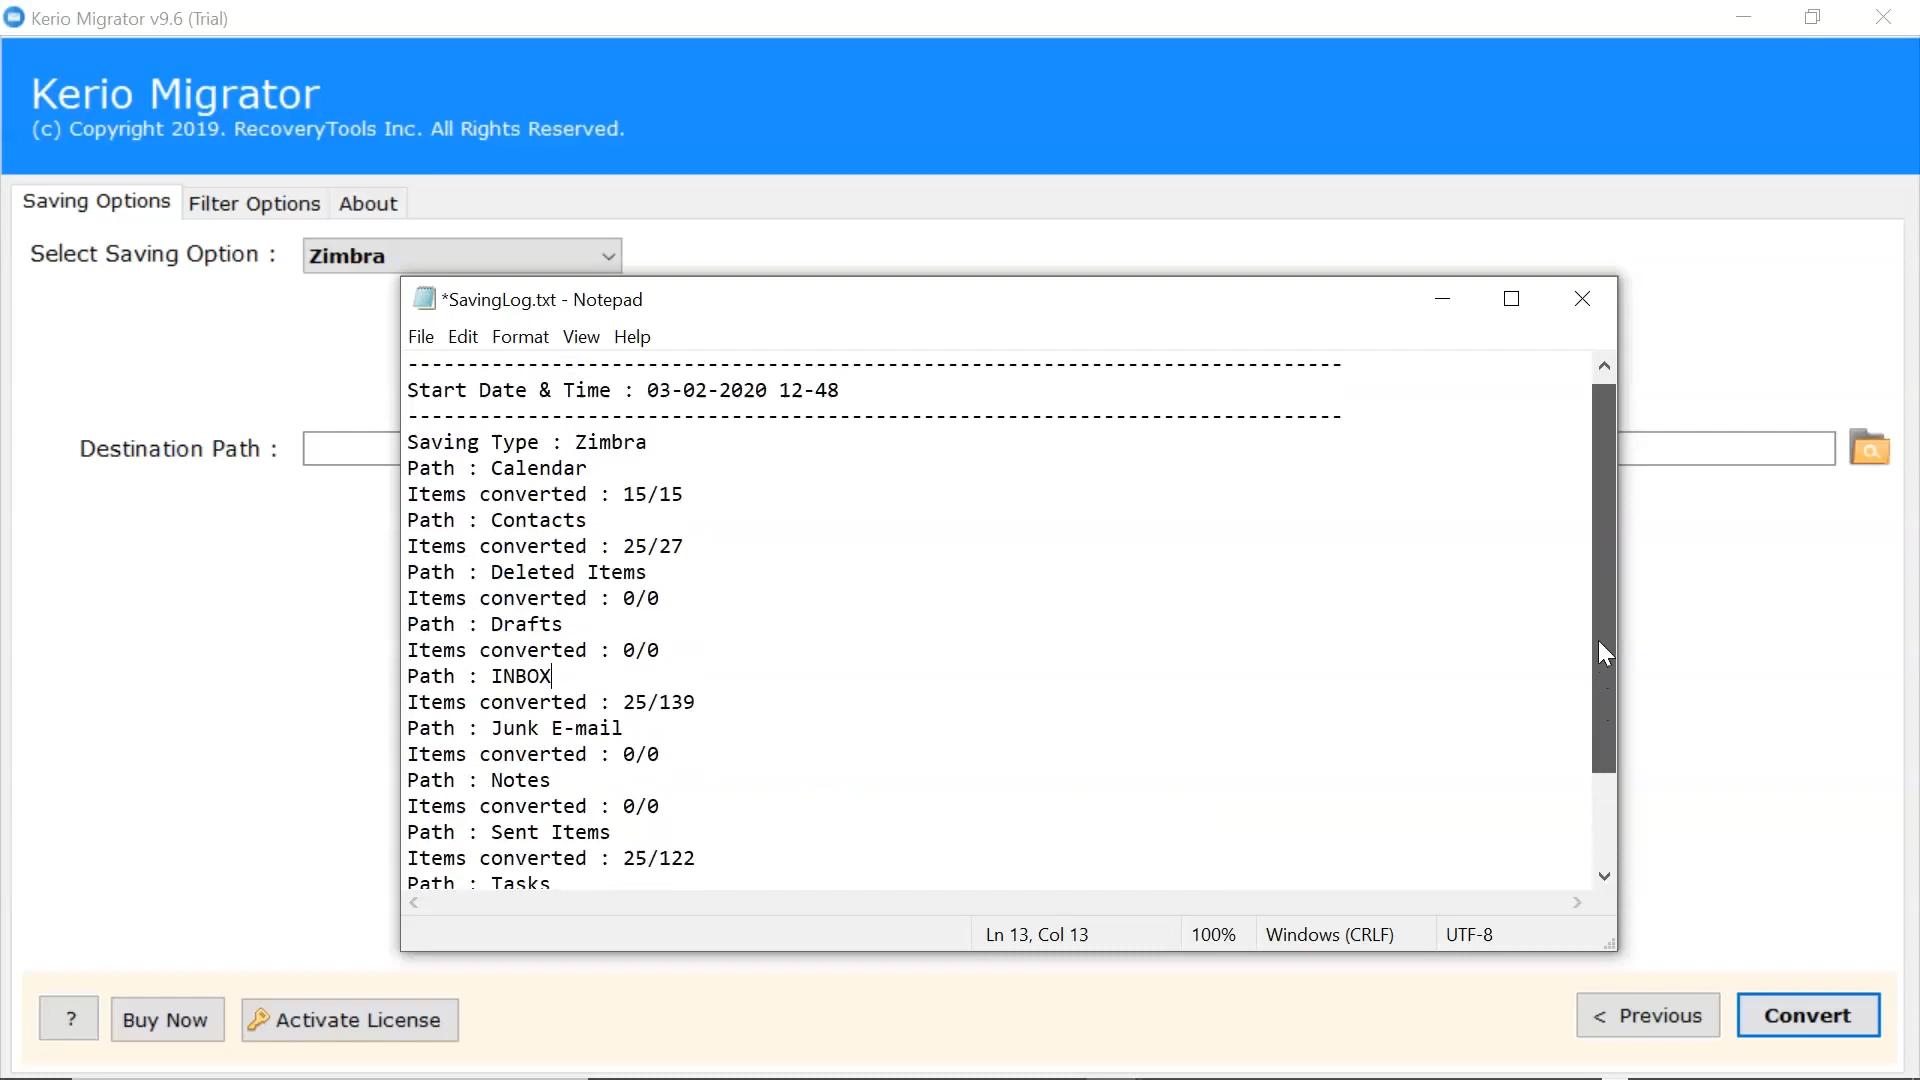 Kerio Migrator v9.6 (Trial)
Kerio Migrator
(c) Copyright 2019. RecoveryTools Inc. All Rights Reserved.
Saving Options Filter Options About
Select Saving Option : Zimbra
*SavingLog.txt - Notepad
File Edit Format View Help
------------------------------------------------------------------------------
Start Date & Time : 03-02-2020 12-48
------------------------------------------------------------------------------
Destination Path :
Saving Type : Zimbra
Path : Calendar
Items converted : 15/15
Path : Contacts
Items converted : 25/27
Path : Deleted Items
Items converted : 0/0
Path : Drafts
Items converted : 0/0
Path : INBOX
Items converted : 25/139
Path : Junk E-mail
Items converted : 0/0
Path : Notes
Items converted : 0/0
Path : Sent Items
Items converted : 25/122
Path : Tasks
Ln 13, Col 13 100% Windows (CRLF) UTF-8
? Buy Now Activate License < Previous Convert